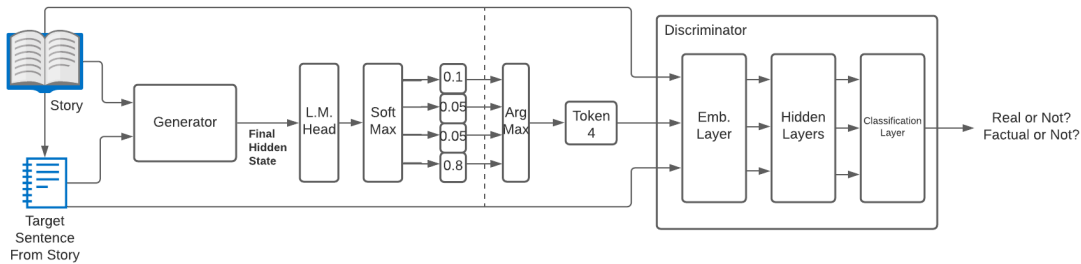 Story
Target
Sentence
From Story
Generator
Final
Hidden
State
L.M.
Head
Soft
Max
0.1
0.05
0.05
0.8
Arg
Max
Token
4
Discriminator
Emb.
Layer
Hidden
Layers
Classification
Layer
Real or Not?
Factual or Not?